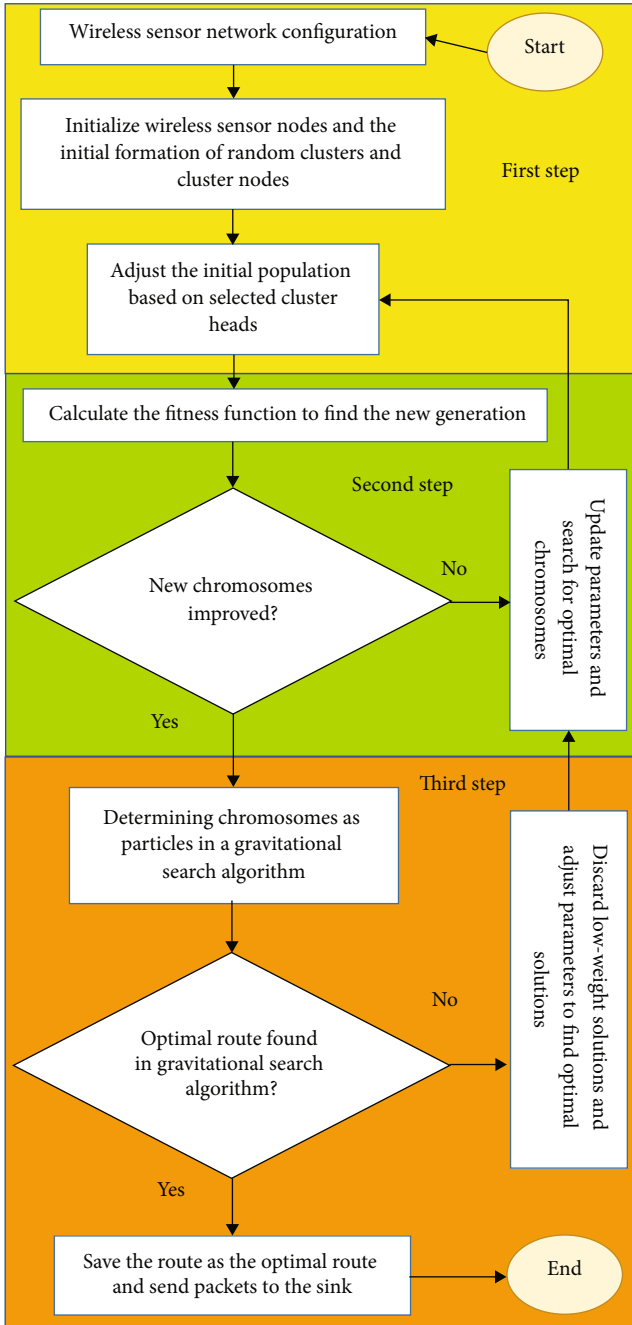 Wireless sensor network configuration
Start
Initialize wireless sensor nodes and the
initial formation of random clusters and
cluster nodes
First step
Adjust the initial population
based on selected cluster
heads
Calculate the fitness function to find the new generation
Second step
New chromosomes
improved?
No
Update parameters and
search for optimal
chromosomes
Yes
Third step
Determining chromosomes as
particles in a gravitational
search algorithm
Discard low-weight solutions and
adjust parameters to find optimal
solutions
No
Optimal route found
in gravitational search
algorithm?
Yes
Save the route as the optimal route
and send packets to the sink
End